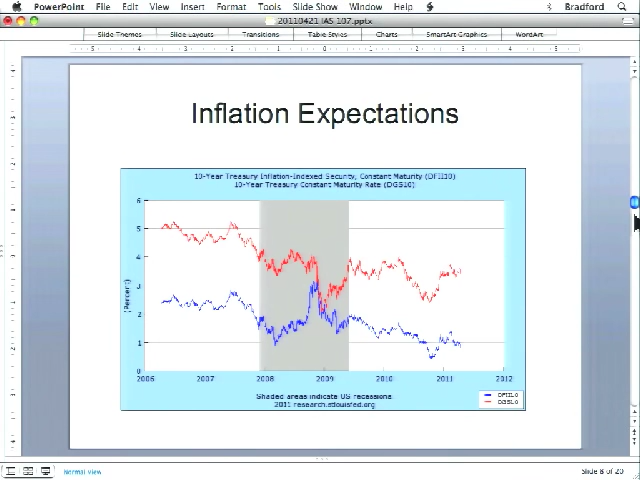 PowerPoint File Edit View Insert Format Tools Slide Show Window Help Bradford
20110421 IAS 107.pptx
Slide Themes Slide Layouts Transitions Table Styles Charts SmartArt Graphics WordArt
Inflation Expectations
10-Year Treasury Inflation-Indexed Security, Constant Maturity (DFII10)
10-Year Treasury Constant Maturity Rate (DGS10)
6
5
4
3
2
1
0
(Percent)
2006 2007 2008 2009 2010 2011 2012
Shaded areas indicate US recessions.
2011 research.stlouisfed.org
DFII10
DGS10
Normal View
Slide 8 of 20